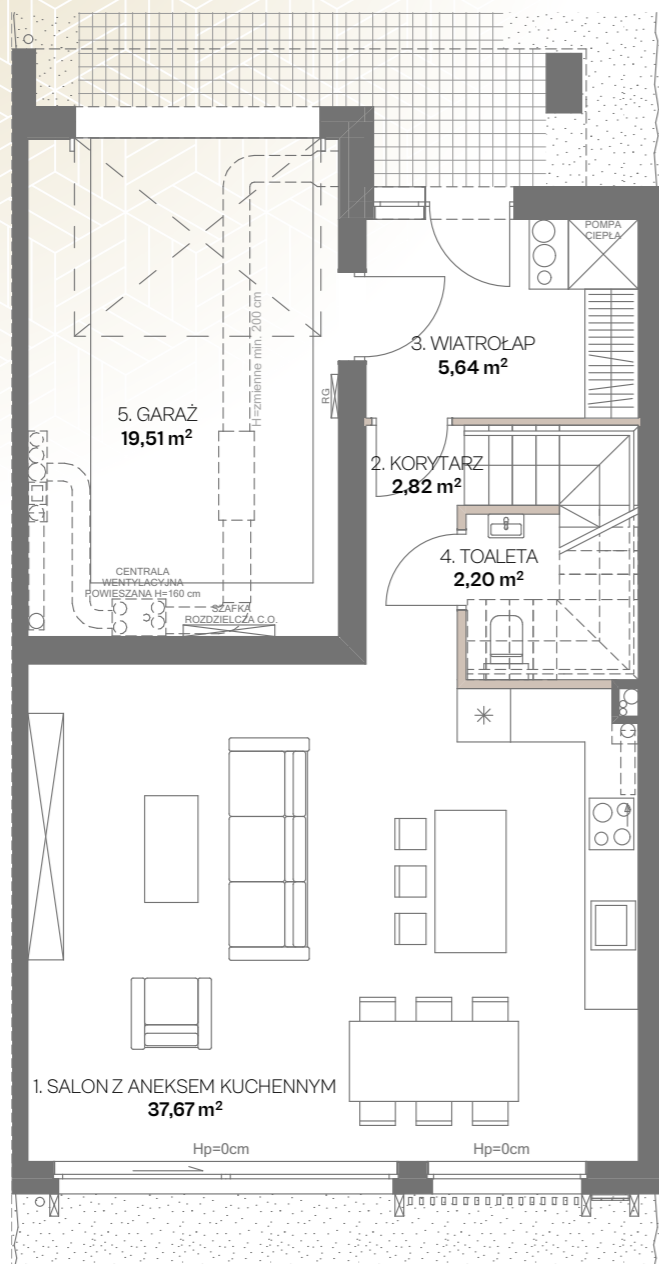 POMPA
CIEPŁA
3. WIATROŁAP
5,64 m²
H=zmienne min. 200 cm
RG
5. GARAŻ
19,51 m²
2. KORYTARZ
2,82 m²
4. TOALETA
2,20 m²
CENTRALA
WENTYLACYJNA
POWIESZANA H=160 cm
SZAFKA
ROZDZIELCZA C.O.
1. SALON Z ANEKSEM KUCHENNYM
37,67 m²
Hp=0cm
Hp=0cm